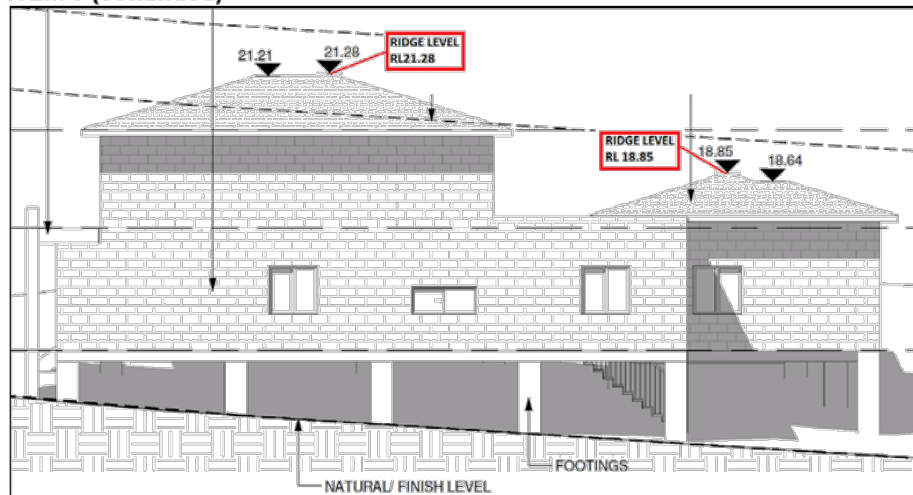 21.21
21.28
RIDGE LEVEL
RL21.28
RIDGE LEVEL
RL 18.85
18.85
18.64
FOOTINGS
NATURAL/ FINISH LEVEL